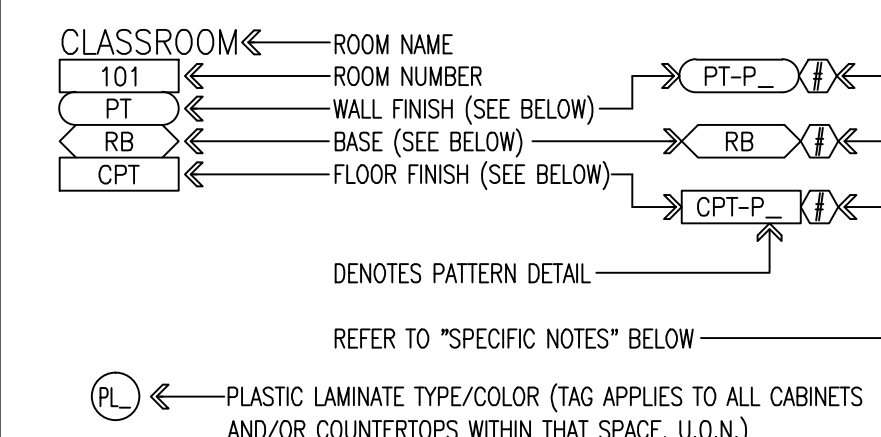 CLASSROOM ROOM NAME
101 ROOM NUMBER PT-P_ #
PT WALL FINISH (SEE BELOW)
RB BASE (SEE BELOW) RB #
CPT FLOOR FINISH (SEE BELOW)
CPT-P_ #
DENOTES PATTERN DETAIL
REFER TO "SPECIFIC NOTES" BELOW
PL_ PLASTIC LAMINATE TYPE/COLOR (TAG APPLIES TO ALL CABINETS
AND/OR COUNTERTOPS WITHIN THAT SPACE, U.O.N.)